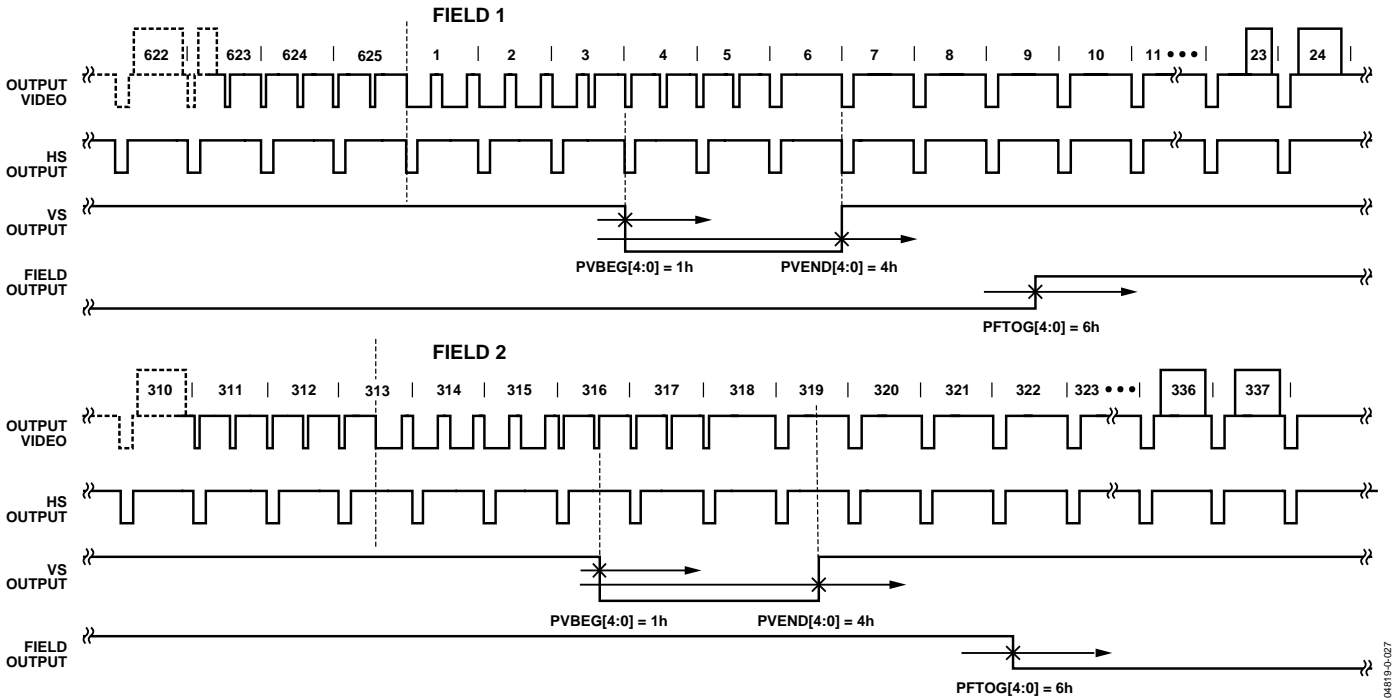 FIELD 1
622 623 624 625 1 2 3 4 5 6 7 8 9 10 11 ••• 23 24
OUTPUT
VIDEO
HS
OUTPUT
VS
OUTPUT
PVBEG[4:0] = 1h PVEND[4:0] = 4h
FIELD
OUTPUT
PFTOG[4:0] = 6h
FIELD 2
310 311 312 313 314 315 316 317 318 319 320 321 322 323 ••• 336 337
OUTPUT
VIDEO
HS
OUTPUT
VS
OUTPUT
PVBEG[4:0] = 1h PVEND[4:0] = 4h
FIELD
OUTPUT
PFTOG[4:0] = 6h
04819-0-027